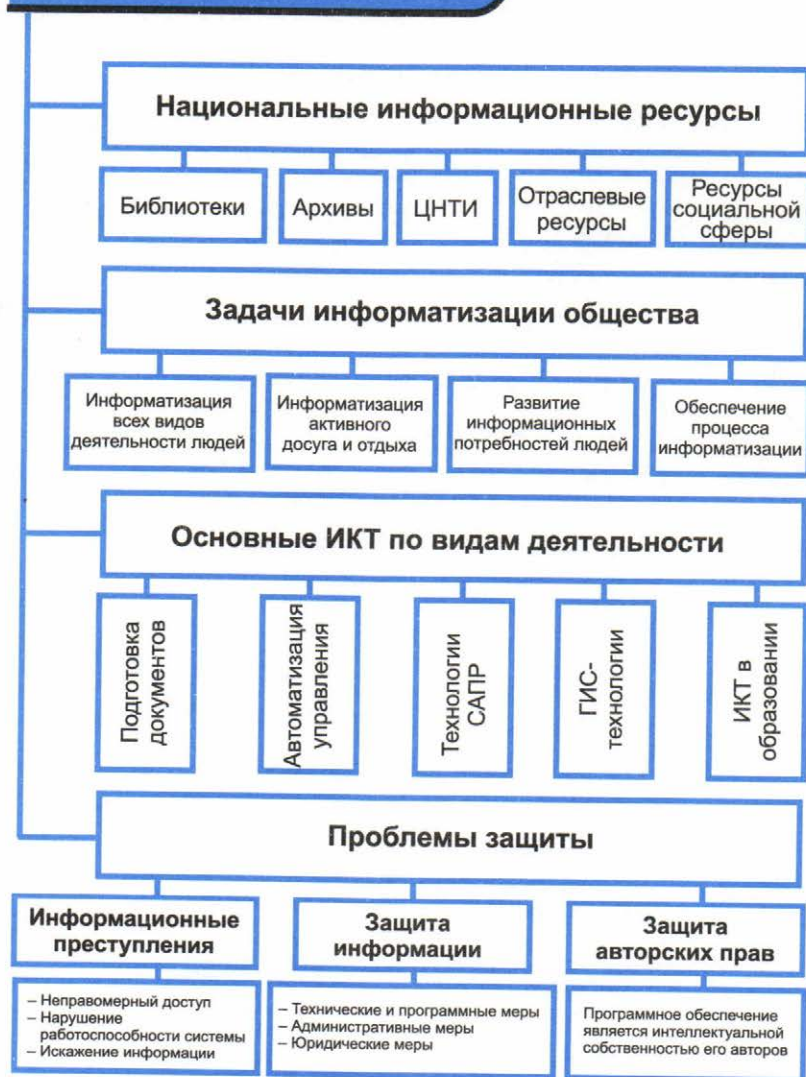 Национальные информационные ресурсы
Библиотеки
Архивы
ЦНТИ
Отраслевые
ресурсы
Ресурсы
социальной
сферы
Задачи информатизации общества
Информатизация
всех видов
деятельности людей
Информатизация
активного
досуга и отдыха
Развитие
информационных
потребностей людей
Обеспечение
процесса
информатизации
Основные ИКТ по видам деятельности
Подготовка
документов
Автоматизация
управления
Технологии
САПР
ГИС-
технологии
ИКТ в
образовании
Проблемы защиты
Информационные
преступления
– Неправомерный доступ
– Нарушение
работоспособности системы
– Искажение информации
Защита
информации
– Технические и программные меры
– Административные меры
– Юридические меры
Защита
авторских прав
Программное обеспечение
является интеллектуальной
собственностью его авторов